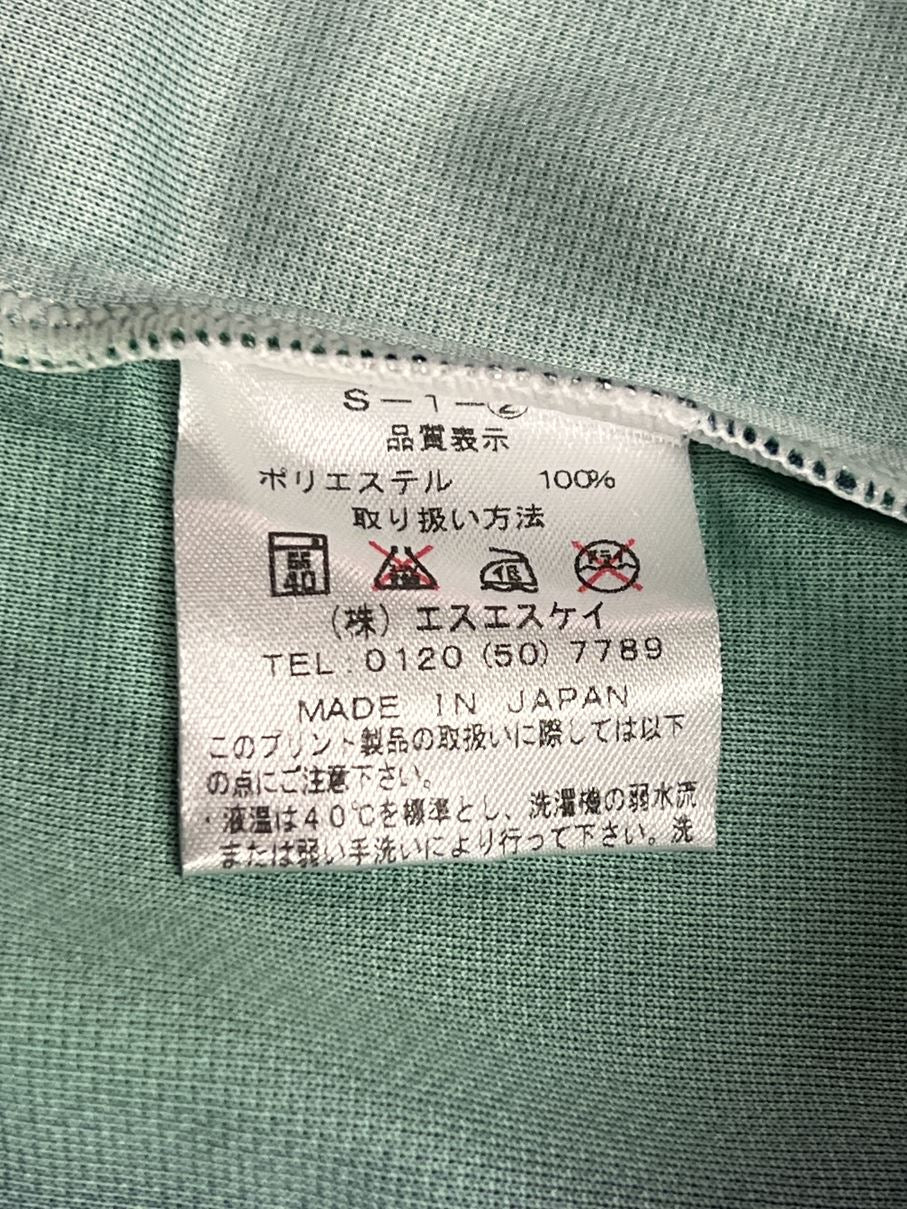 S-1-②
品質表示
ポリエステル 100%
取り扱い方法
40
ドライ
(株) エスエスケイ
TEL:0120 (50) 7789
MADE IN JAPAN
このプリント製品の取扱いに際しては以下
の点にご注意下さい。
・液温は40℃を標準とし、洗濯機の弱水流
または弱い手洗いにより行って下さい。洗